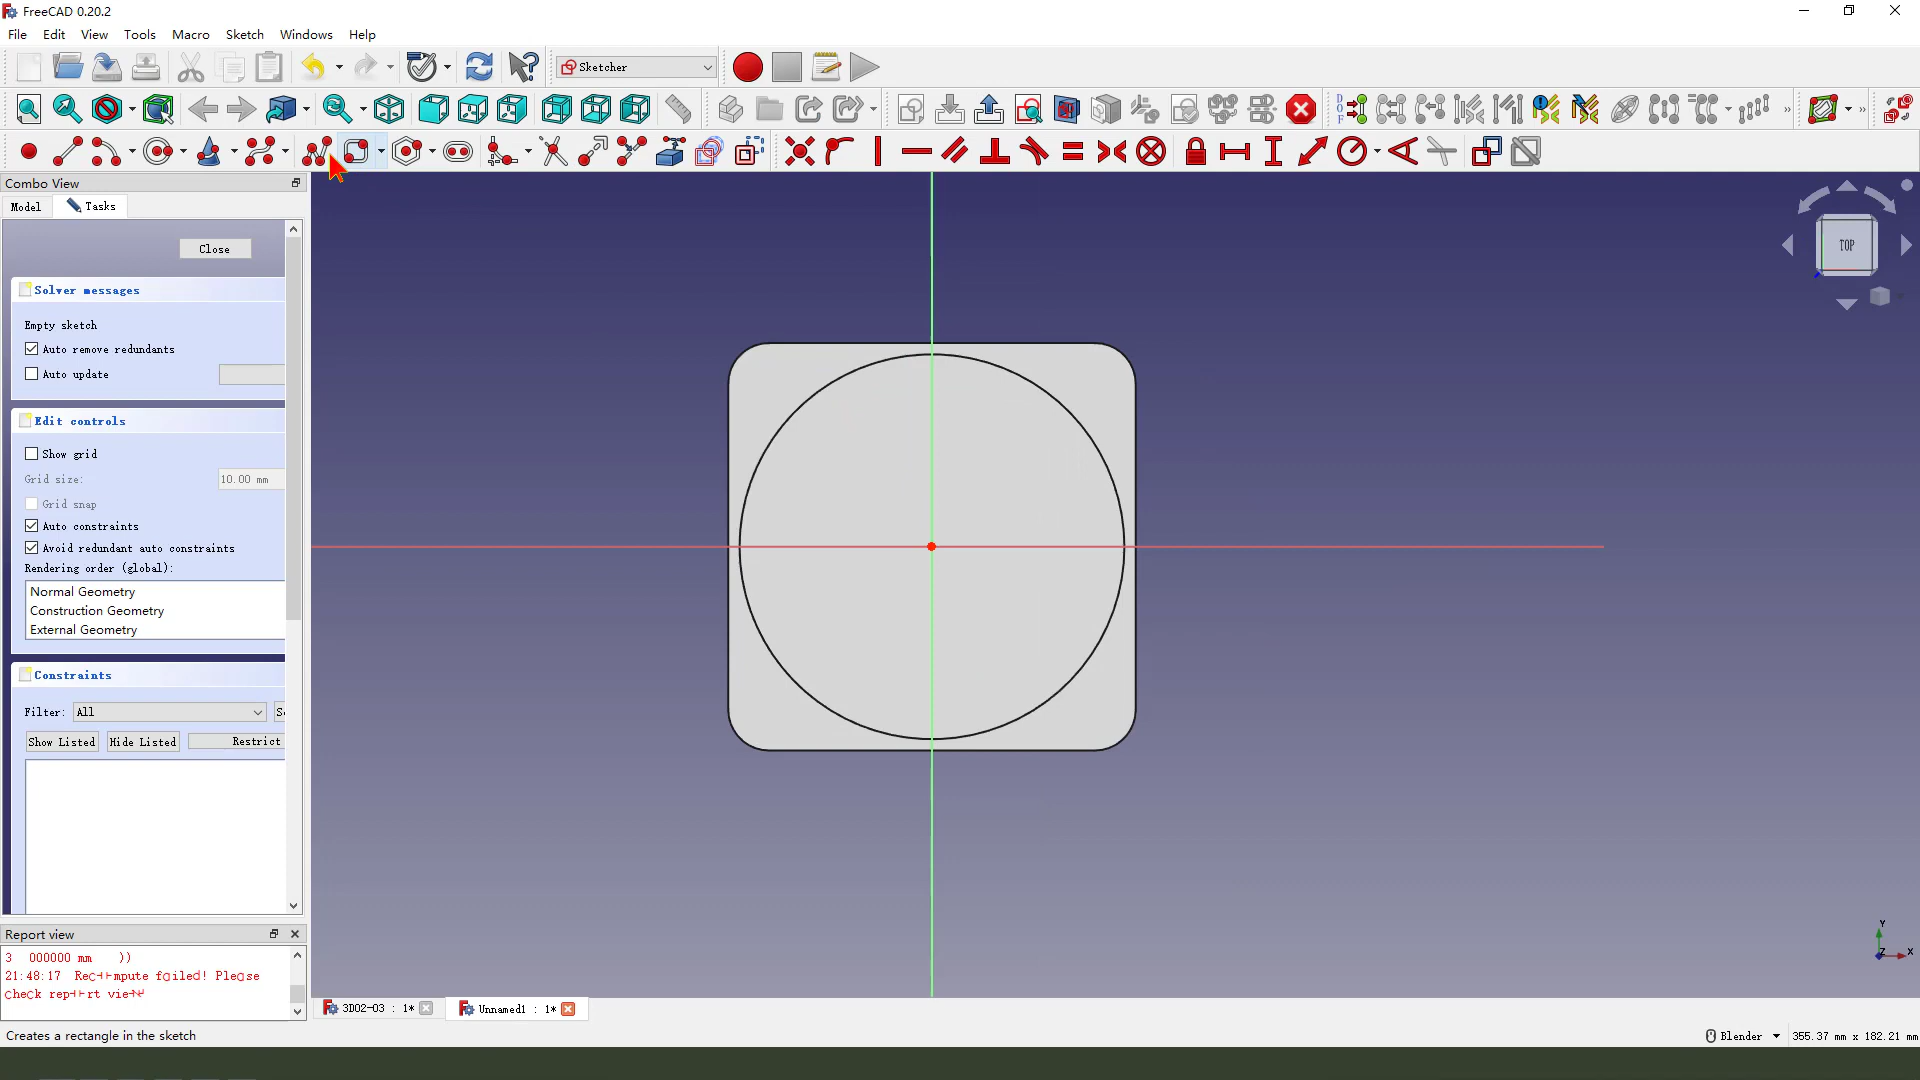 FreeCAD 0.20.2
File Edit View Tools Macro Sketch Windows Help
Sketcher
Combo View
Model Tasks
Close
Solver messages
Empty sketch
Auto remove redundants
Auto update
Edit controls
Show grid
Grid size: 10.00 mm
Grid snap
Auto constraints
Avoid redundant auto constraints
Rendering order (global):
Normal Geometry
Construction Geometry
External Geometry
Constraints
Filter: All
Show Listed Hide Listed Restrict
TOP
Y
Z X
Report view
3 000000 mm ))
21:48:17
3D02-03 : 1* Unnamed1 : 1*
Creates a rectangle in the sketch
Blender 355.37 mm x 182.21 mm